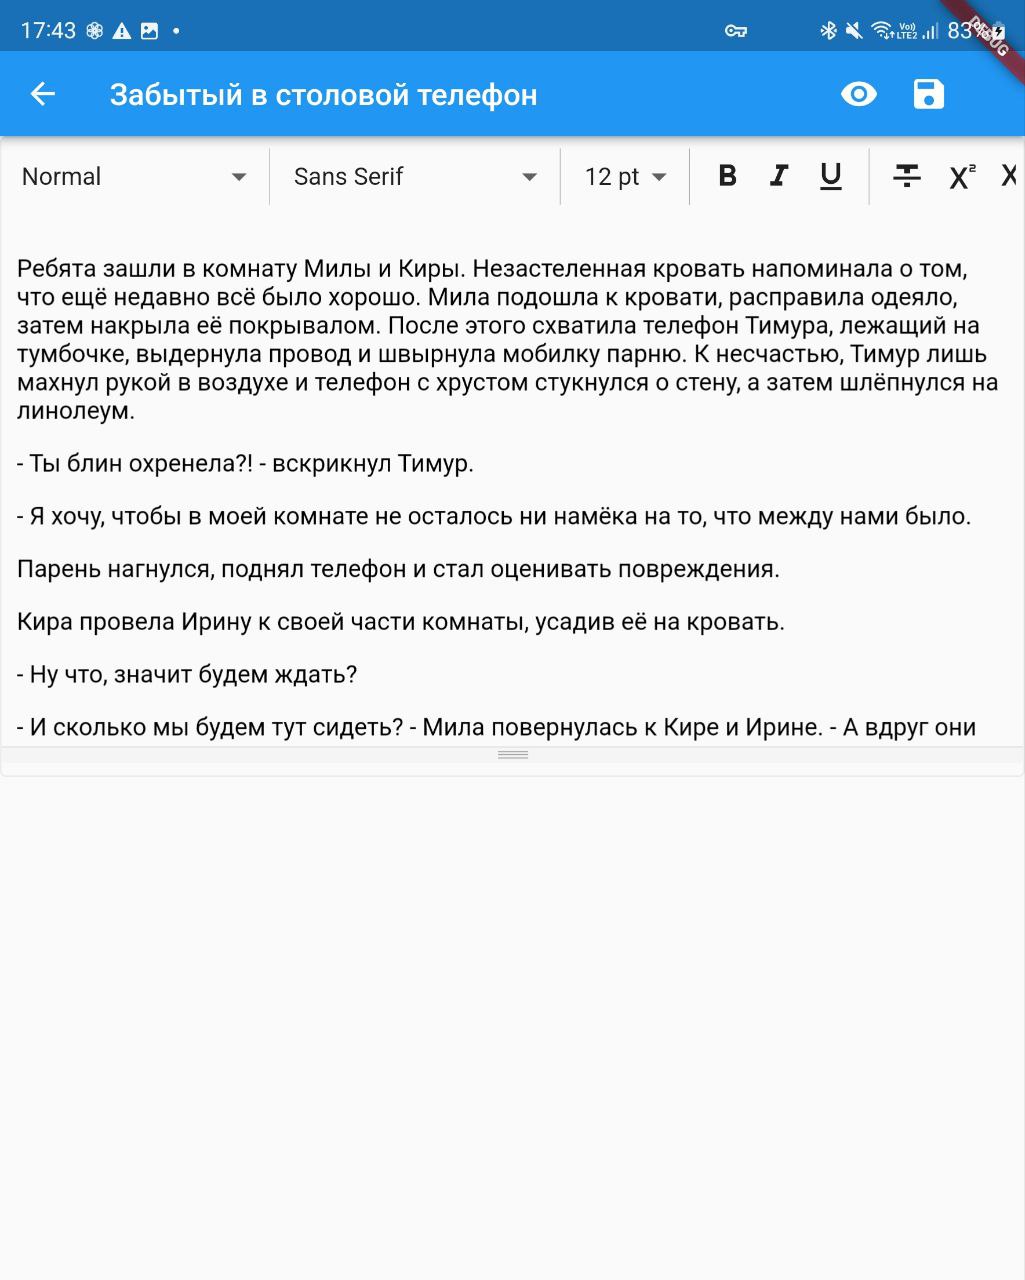 17:43
Vo))
LTE2
83%
DEBUG
Забытый в столовой телефон
Normal
Sans Serif
12 pt
B I U X²
Ребята зашли в комнату Милы и Киры. Незастеленная кровать напоминала о том,
что ещё недавно всё было хорошо. Мила подошла к кровати, расправила одеяло,
затем накрыла её покрывалом. После этого схватила телефон Тимура, лежащий на
тумбочке, выдернула провод и швырнула мобилку парню. К несчастью, Тимур лишь
махнул рукой в воздухе и телефон с хрустом стукнулся о стену, а затем шлёпнулся на
линолеум.
- Ты блин охренела?! - вскрикнул Тимур.
- Я хочу, чтобы в моей комнате не осталось ни намёка на то, что между нами было.
Парень нагнулся, поднял телефон и стал оценивать повреждения.
Кира провела Ирину к своей части комнаты, усадив её на кровать.
- Ну что, значит будем ждать?
- И сколько мы будем тут сидеть? - Мила повернулась к Кире и Ирине. - А вдруг они